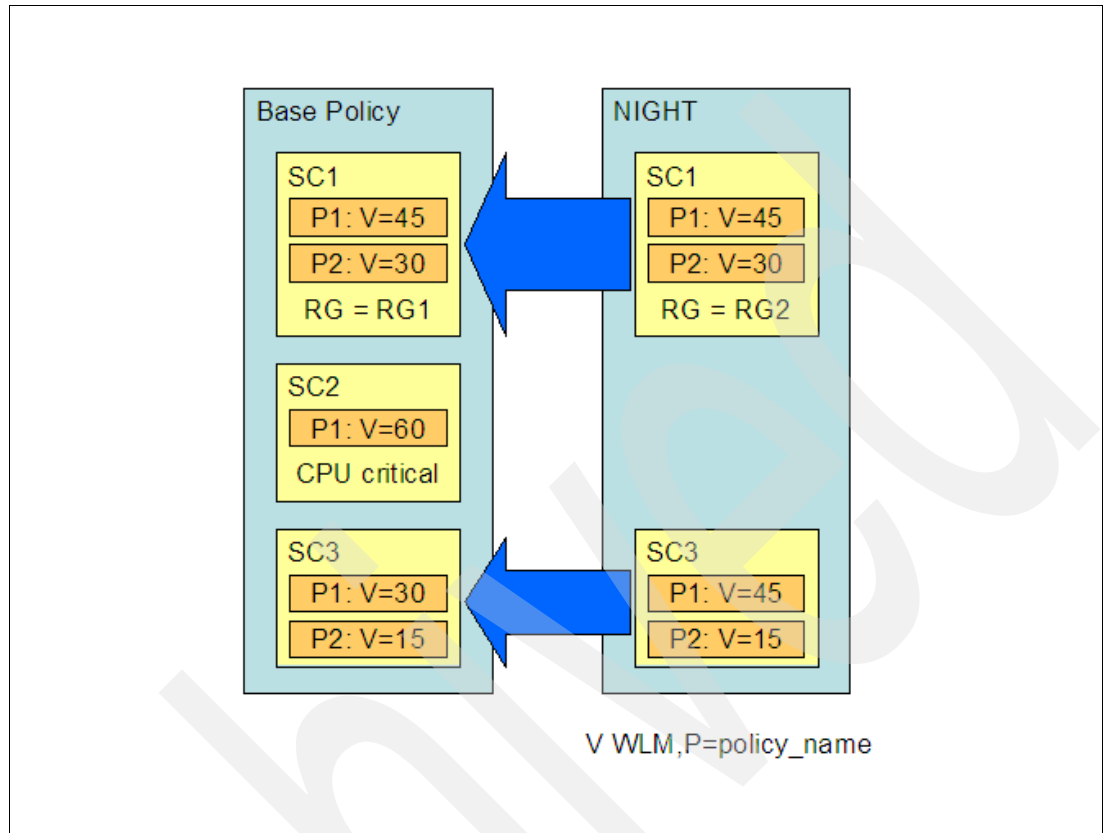 Base Policy
SC1
P1: V=45
P2: V=30
RG = RG1
SC2
P1: V=60
CPU critical
SC3
P1: V=30
P2: V=15
NIGHT
SC1
P1: V=45
P2: V=30
RG = RG2
SC3
P1: V=45
P2: V=15
V WLM,P=policy_name